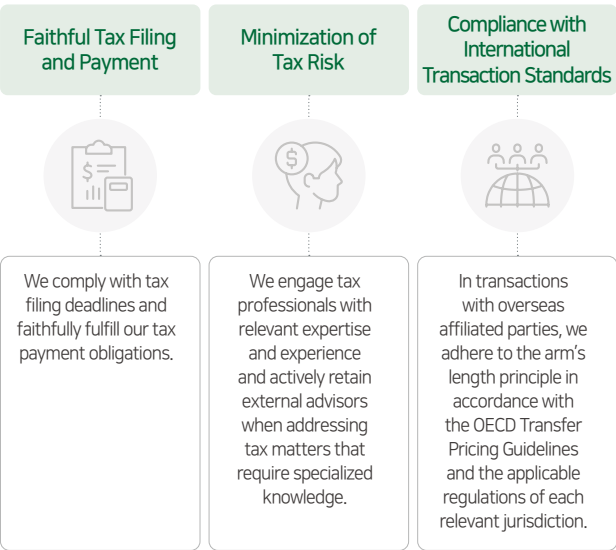 Faithful Tax Filing
and Payment
Minimization of
Tax Risk
Compliance with
International
Transaction Standards
$
$
We comply with tax
filing deadlines and
faithfully fulfill our tax
payment obligations.
We engage tax
professionals with
relevant expertise
and experience
and actively retain
external advisors
when addressing
tax matters that
require specialized
knowledge.
In transactions
with overseas
affiliated parties, we
adhere to the arm's
length principle in
accordance with
the OECD Transfer
Pricing Guidelines
and the applicable
regulations of each
relevant jurisdiction.